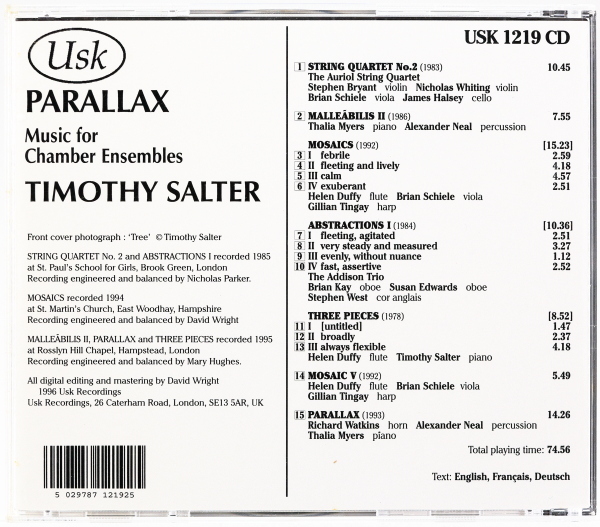 Usk
PARALLAX
Music for
Chamber Ensembles
TIMOTHY SALTER
Front cover photograph : 'Tree' © Timothy Salter
STRING QUARTET No. 2 and ABSTRACTIONS I recorded 1985
at St. Paul's School for Girls, Brook Green, London
Recording engineered and balanced by Nicholas Parker.
MOSAICS recorded 1994
at St. Martin's Church, East Woodhay, Hampshire
Recording engineered and balanced by David Wright
MALLEĀBILIS II, PARALLAX and THREE PIECES recorded 1995
at Rosslyn Hill Chapel, Hampstead, London
Recording engineered and balanced by Mary Hughes.
All digital editing and mastering by David Wright
1996 Usk Recordings
Usk Recordings, 26 Caterham Road, London, SE13 5AR, UK
5 029787 121925
USK 1219 CD
1 STRING QUARTET No.2 (1983) 10.45
The Auriol String Quartet
Stephen Bryant violin Nicholas Whiting violin
Brian Schiele viola James Halsey cello
2 MALLEĀBILIS II (1986) 7.55
Thalia Myers piano Alexander Neal percussion
MOSAICS (1992) [15.23]
3 I febrile 2.59
4 II fleeting and lively 4.18
5 III calm 4.57
6 IV exuberant 2.51
Helen Duffy flute Brian Schiele viola
Gillian Tingay harp
ABSTRACTIONS I (1984) [10.36]
7 I fleeting, agitated 2.51
8 II very steady and measured 3.27
9 III evenly, without nuance 1.12
10 IV fast, assertive 2.52
The Addison Trio
Brian Kay oboe Susan Edwards oboe
Stephen West cor anglais
THREE PIECES (1978) [8.52]
11 I [untitled] 1.47
12 II broadly 2.37
13 III always flexible 4.18
Helen Duffy flute Timothy Salter piano
14 MOSAIC V (1992) 5.49
Helen Duffy flute Brian Schiele viola
Gillian Tingay harp
15 PARALLAX (1993) 14.26
Richard Watkins horn Alexander Neal percussion
Thalia Myers piano
Total playing time: 74.56
Text: English, Français, Deutsch